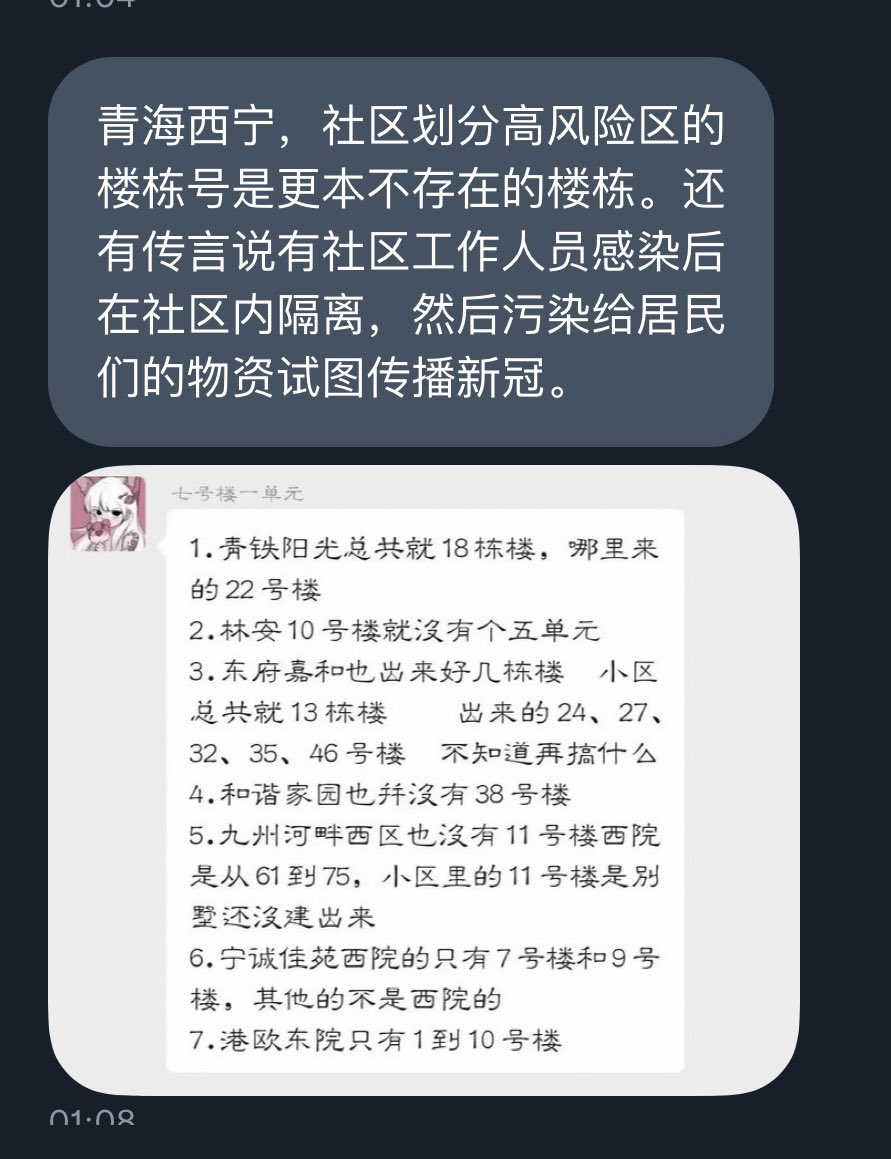 青海西宁，社区划分高风险区的
楼栋号是更本不存在的楼栋。还
有传言说有社区工作人员感染后
在社区内隔离，然后污染给居民
们的物资试图传播新冠。
七号楼一单元
1.青铁阳光总共就18栋楼，哪里来
的22号楼
2.林安10号楼就没有个五单元
3.东府嘉和也出来好几栋楼 小区
总共就13栋楼 出来的24、27、
32、35、46号楼 不知道再搞什么
4.和谐家园也并没有38号楼
5.九州河畔西区也没有11号楼西院
是从61到75，小区里的11号楼是别
墅还没建出来
6.宁诚佳苑西院的只有7号楼和9号
楼，其他的不是西院的
7.港欧东院只有1到10号楼
01:08